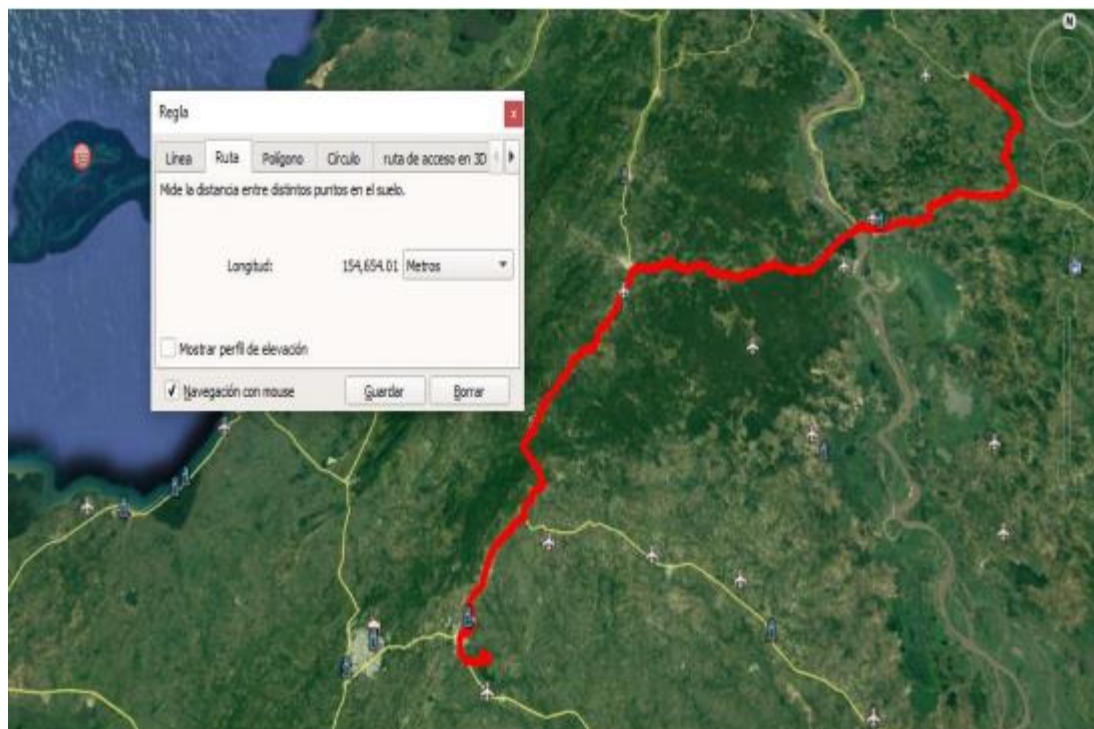 N
Regla
x
Línea Ruta Polígono Círculo ruta de acceso en 3D
Mide la distancia entre distintos puntos en el suelo.
Longitud: 154,654.01 Metros
Mostrar perfil de elevación
Navegación con mouse Guardar Borrar